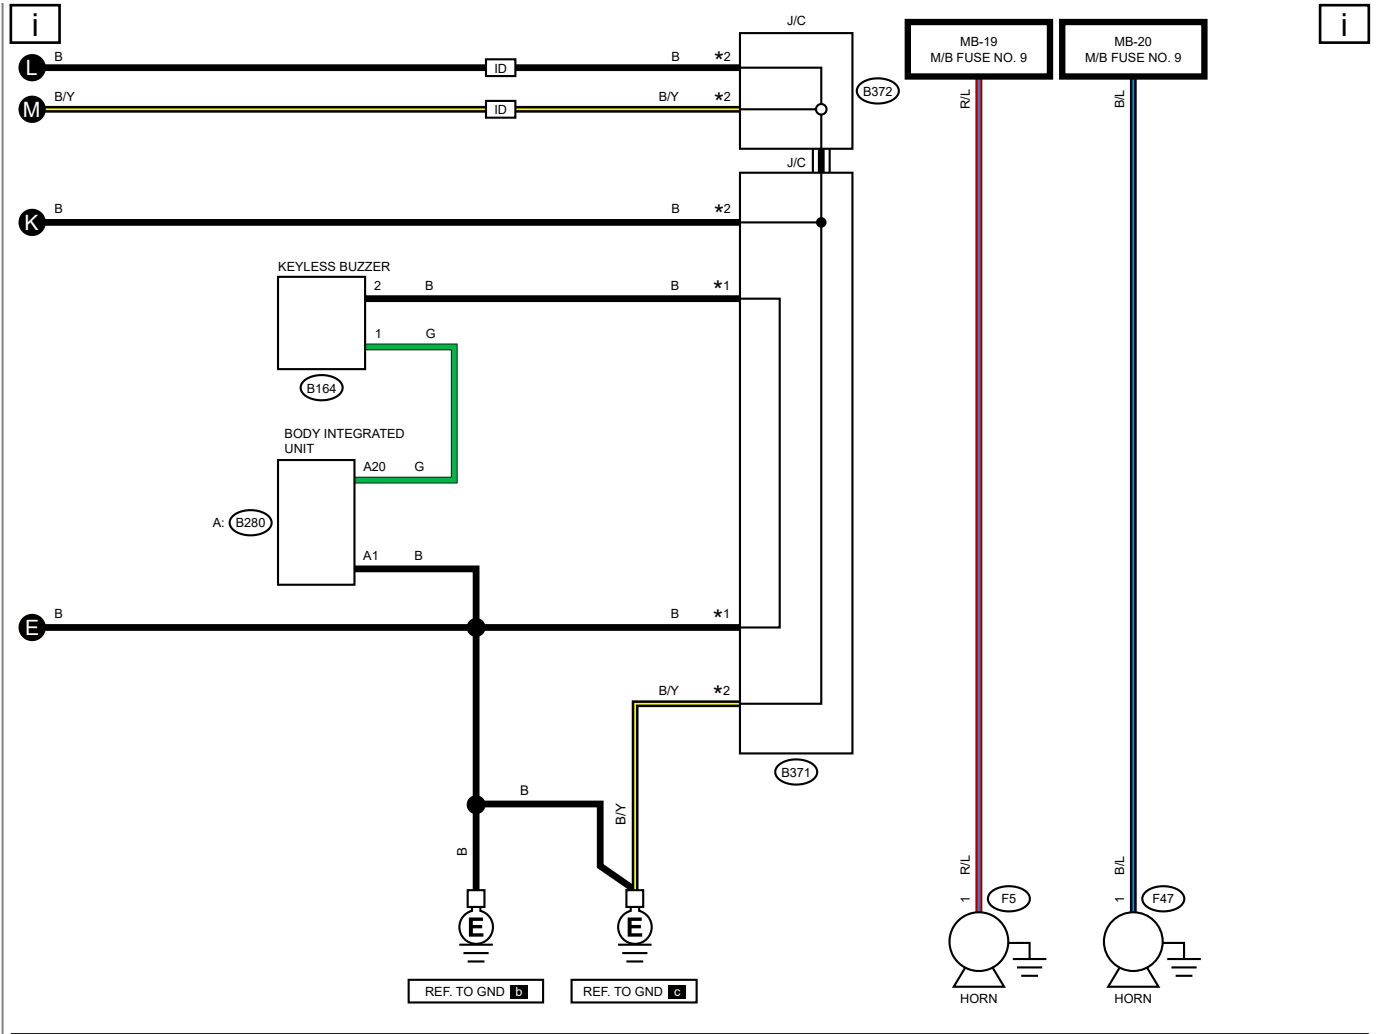 i
i
J/C
MB-19
M/B FUSE NO. 9
MB-20
M/B FUSE NO. 9
L
B
ID
B
*2
M
B/Y
ID
B/Y
*2
B372
R/L
B/L
J/C
K
B
B
*2
KEYLESS BUZZER
2
B
B
*1
1
G
B164
BODY INTEGRATED
UNIT
A20
G
A:
B280
A1
B
E
B
B
*1
B/Y
*2
B371
B
B/Y
B
R/L
B/L
1
F5
1
F47
E
E
REF. TO GND b
REF. TO GND c
HORN
HORN